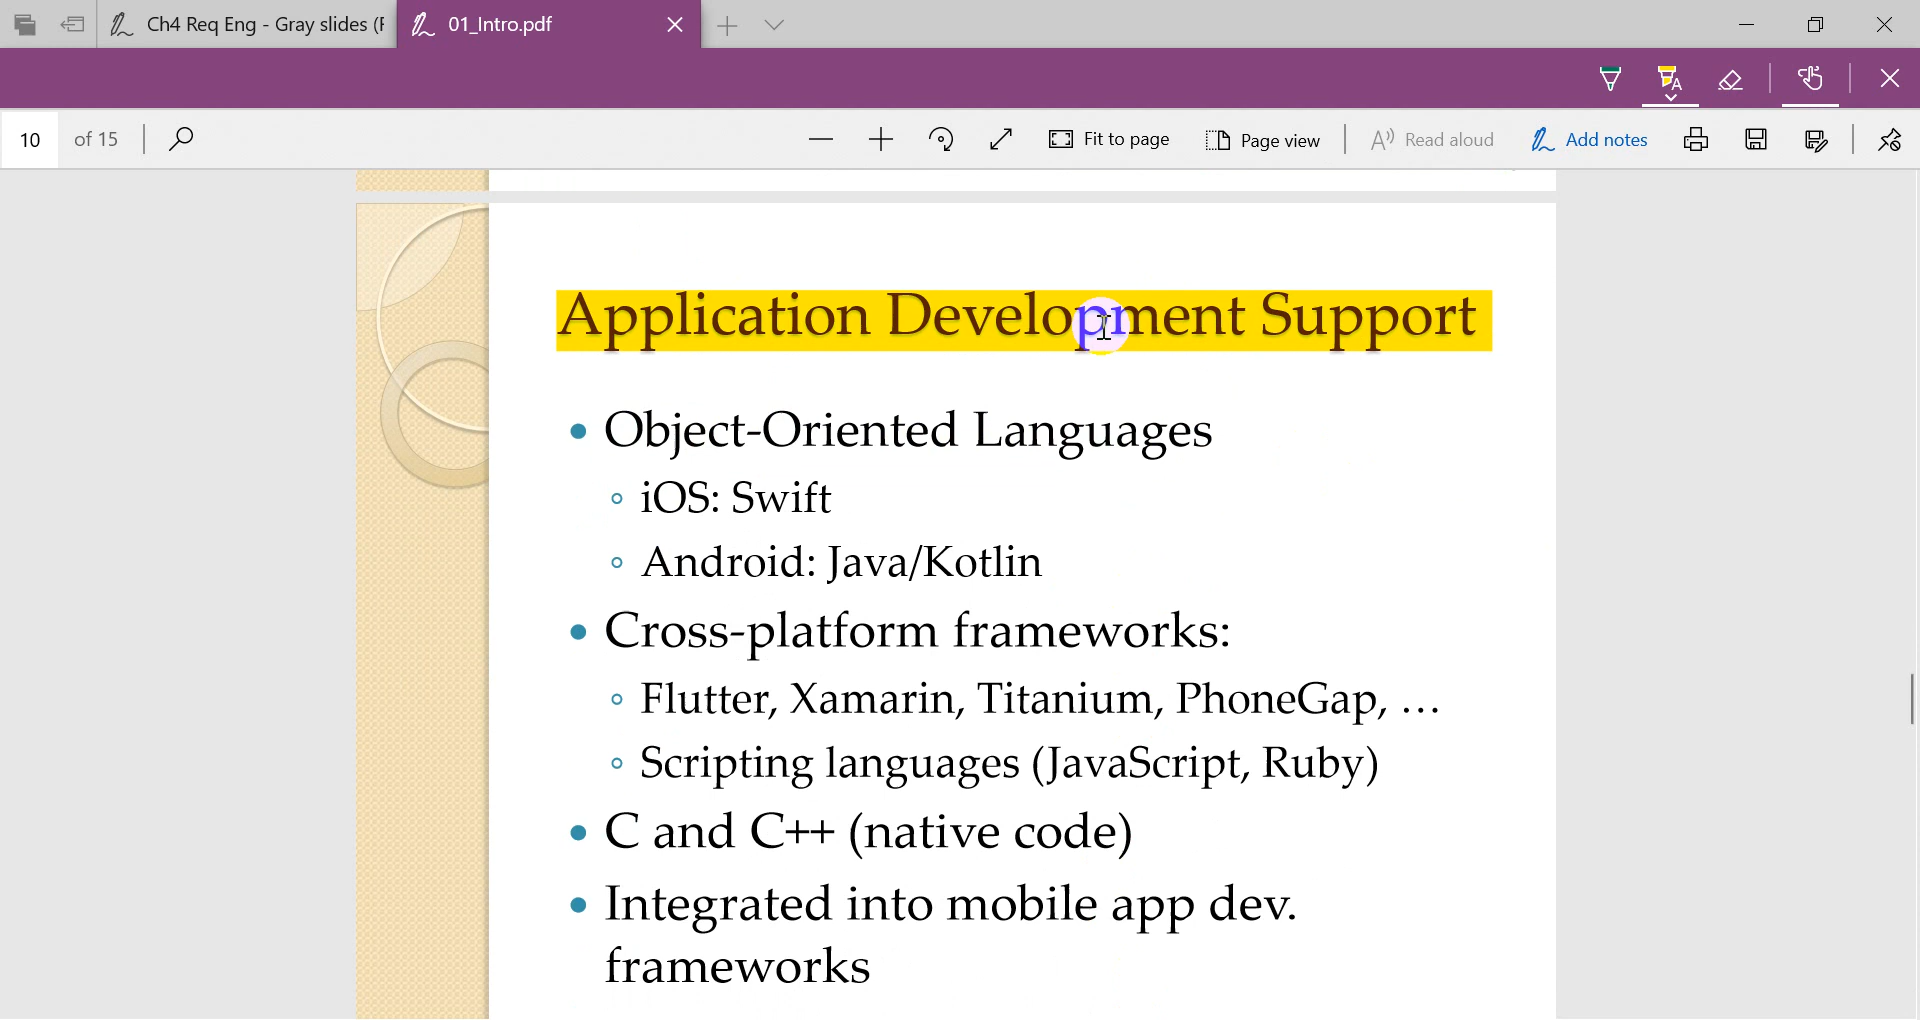 Ch4 Req Eng - Gray slides (F
01_Intro.pdf
10 of 15
Fit to page
Page view
Read aloud
Add notes
Application Development Support
• Object-Oriented Languages
◦ iOS: Swift
◦ Android: Java/Kotlin
• Cross-platform frameworks:
◦ Flutter, Xamarin, Titanium, PhoneGap, …
◦ Scripting languages (JavaScript, Ruby)
• C and C++ (native code)
• Integrated into mobile app dev.
frameworks